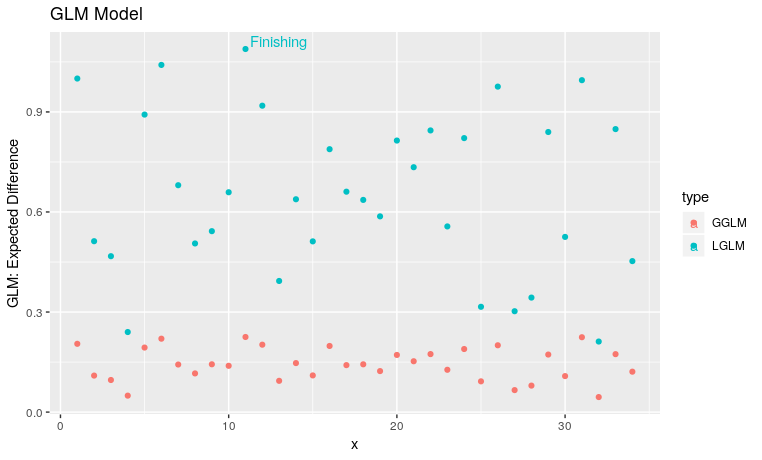 GLM Model
Finishing
0.9
0.6
0.3
0.0
GLM: Expected Difference
0
10
20
30
x
type
a GGLM
a LGLM